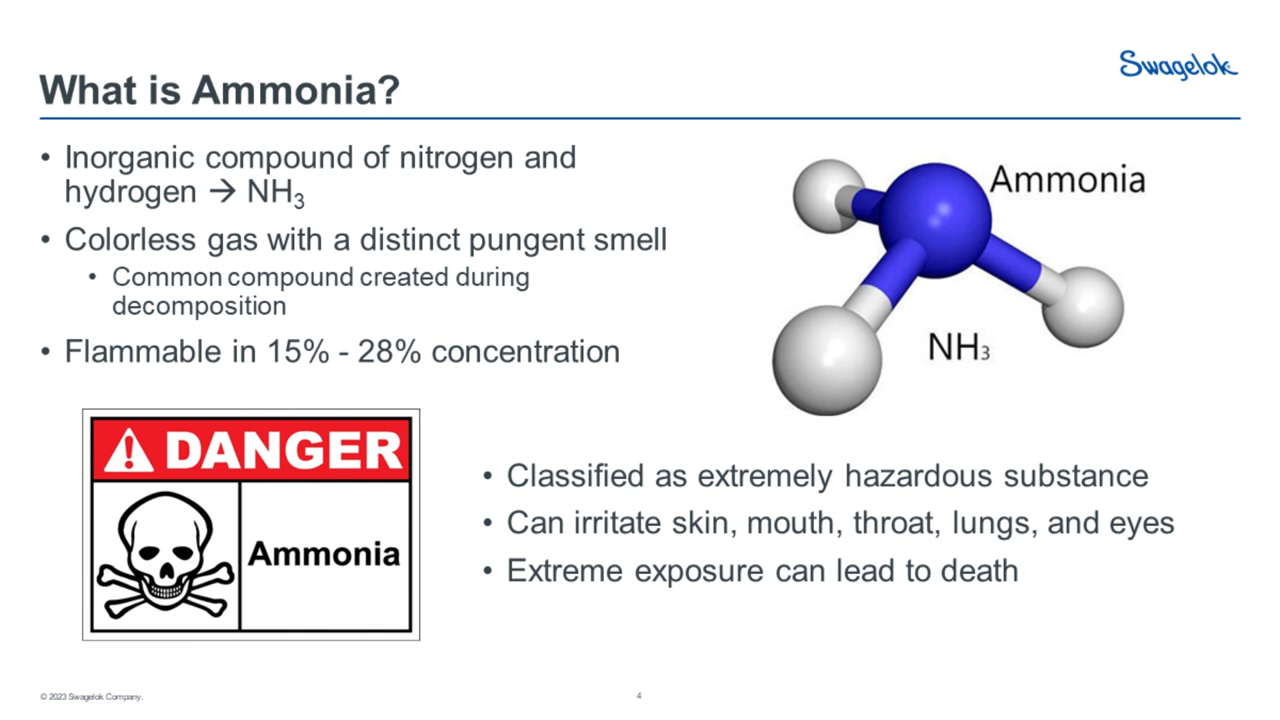 Swagelok
What is Ammonia?
• Inorganic compound of nitrogen and
hydrogen → NH₃
• Colorless gas with a distinct pungent smell
• Common compound created during
decomposition
• Flammable in 15% - 28% concentration
Ammonia
NH₃
DANGER
Ammonia
• Classified as extremely hazardous substance
• Can irritate skin, mouth, throat, lungs, and eyes
• Extreme exposure can lead to death
© 2023 Swagelok Company.
4